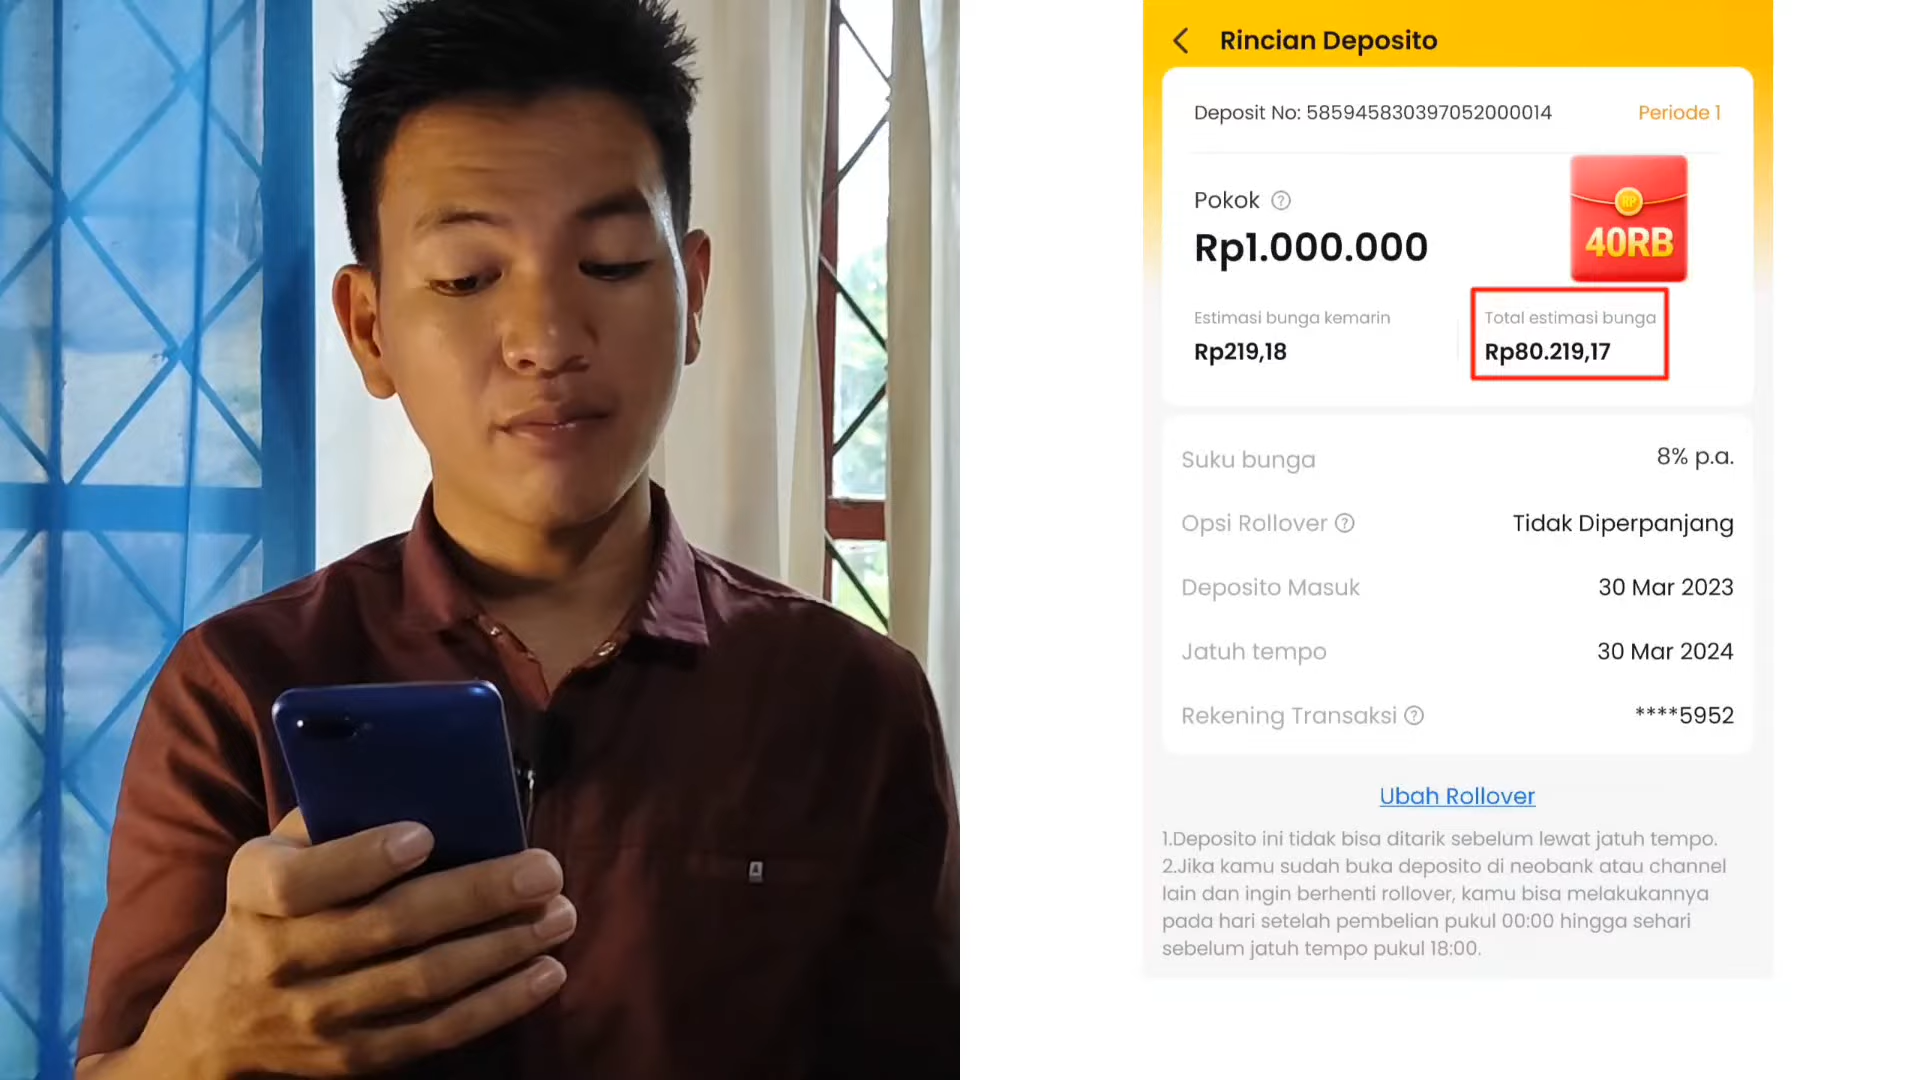 Rincian Deposito
Deposit No: 585945830397052000014 Periode 1
Pokok
RP
40RB
Rp1.000.000
Estimasi bunga kemarin Total estimasi bunga
Rp219,18 Rp80.219,17
Suku bunga 8% p.a.
Opsi Rollover Tidak Diperpanjang
Deposito Masuk 30 Mar 2023
Jatuh tempo 30 Mar 2024
Rekening Transaksi ****5952
Ubah Rollover
1.Deposito ini tidak bisa ditarik sebelum lewat jatuh tempo.
2.Jika kamu sudah buka deposito di neobank atau channel
lain dan ingin berhenti rollover, kamu bisa melakukannya
pada hari setelah pembelian pukul 00:00 hingga sehari
sebelum jatuh tempo pukul 18:00.